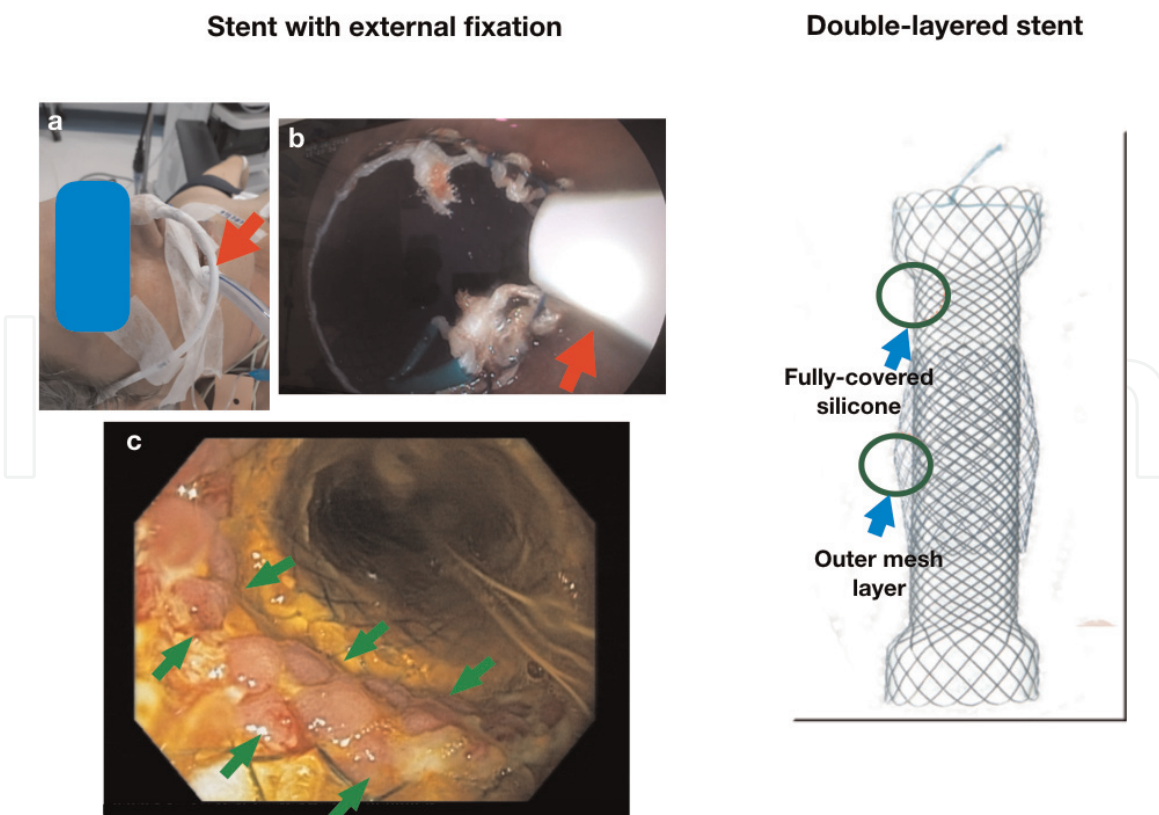 Stent with external fixation
Double-layered stent
a
b
c
Fully-covered
silicone
Outer mesh
layer